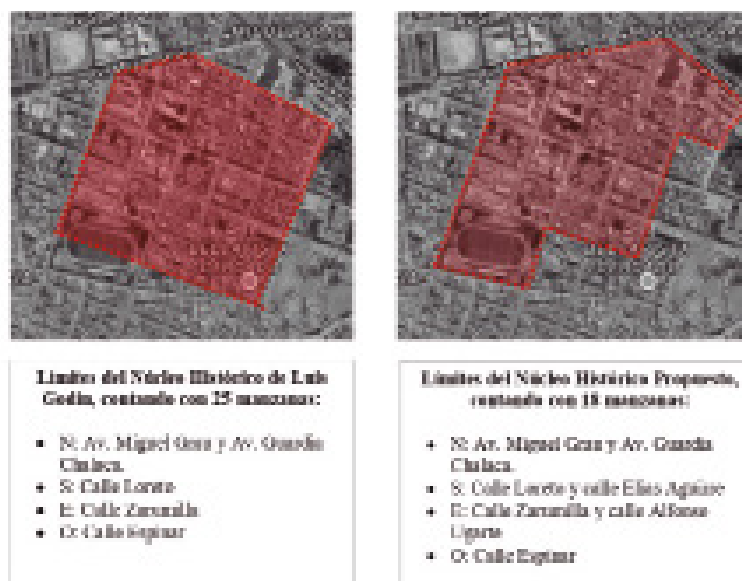 Límites del Núcleo Histórico de Luis
Godin, contando con 25 manzanas:
• N: Av. Miguel Grau y Av. Guardia
Chalaca.
• S: Calle Loreto
• E: Calle Zarumilla
• O: Calle Espinar
Límites del Núcleo Histórico Propuesto,
contando con 18 manzanas:
• N: Av. Miguel Grau y Av. Guardia
Chalaca.
• S: Calle Loreto y calle Elías Aguirre
• E: Calle Zarumilla y calle Alfonso
Ugarte
• O: Calle Espinar